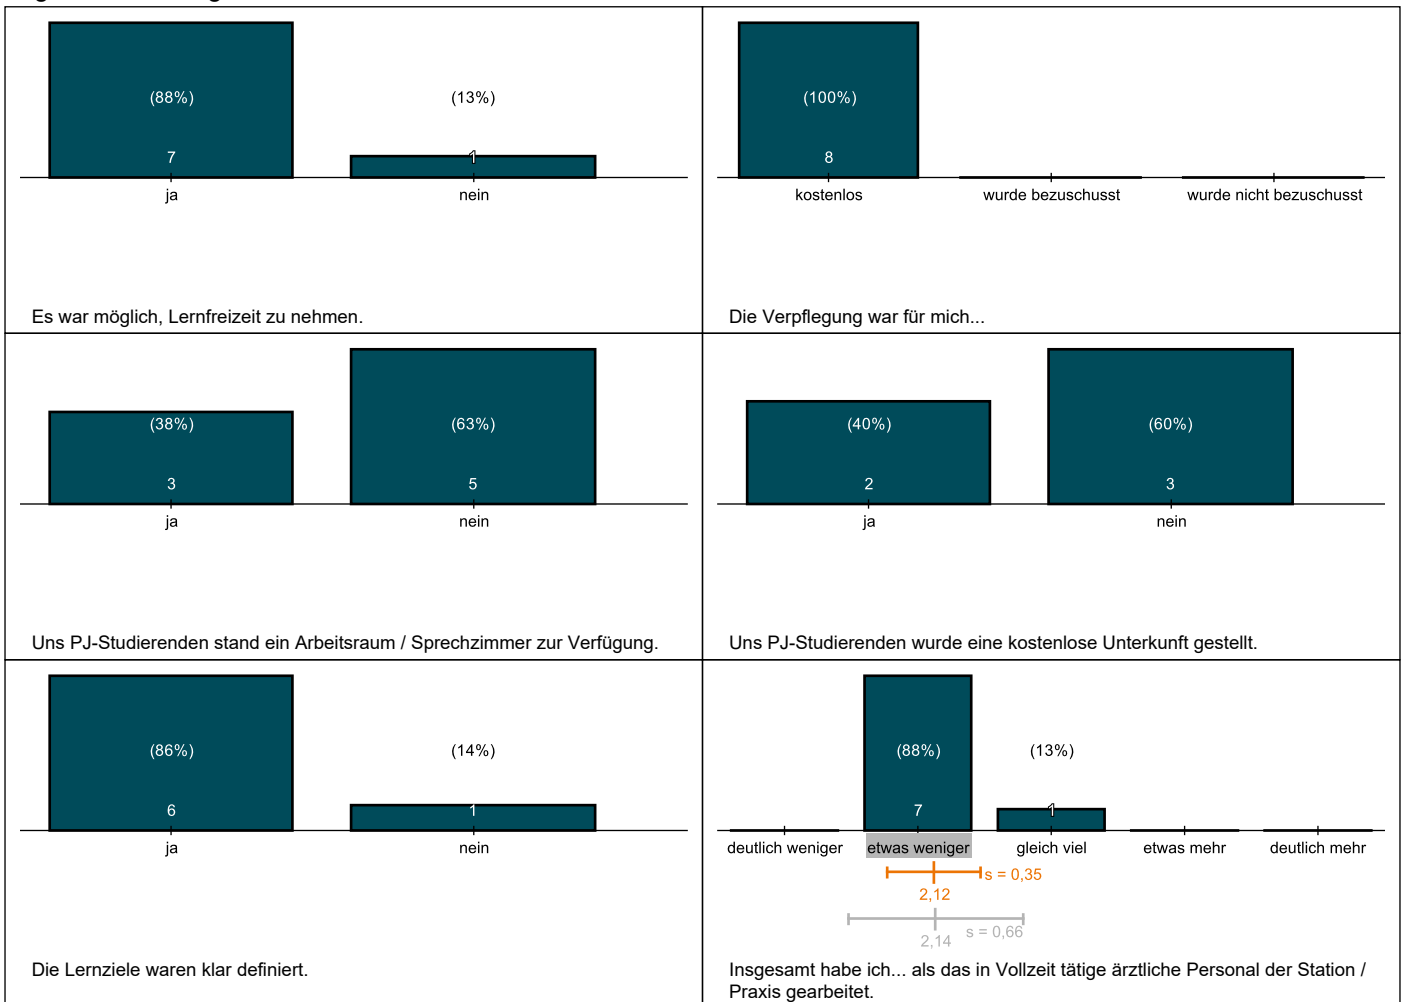 (88%)
(13%)
7
1
ja
nein
Es war möglich, Lernfreizeit zu nehmen.
(100%)
8
kostenlos
wurde bezuschusst
wurde nicht bezuschusst
Die Verpflegung war für mich...
(38%)
(63%)
3
5
ja
nein
Uns PJ-Studierenden stand ein Arbeitsraum / Sprechzimmer zur Verfügung.
(40%)
(60%)
2
3
ja
nein
Uns PJ-Studierenden wurde eine kostenlose Unterkunft gestellt.
(86%)
(14%)
6
1
ja
nein
Die Lernziele waren klar definiert.
(88%)
(13%)
7
1
deutlich weniger
etwas weniger
gleich viel
etwas mehr
deutlich mehr
s = 0,35
2,12
s = 0,66
2,14
Insgesamt habe ich... als das in Vollzeit tätige ärztliche Personal der Station /
Praxis gearbeitet.